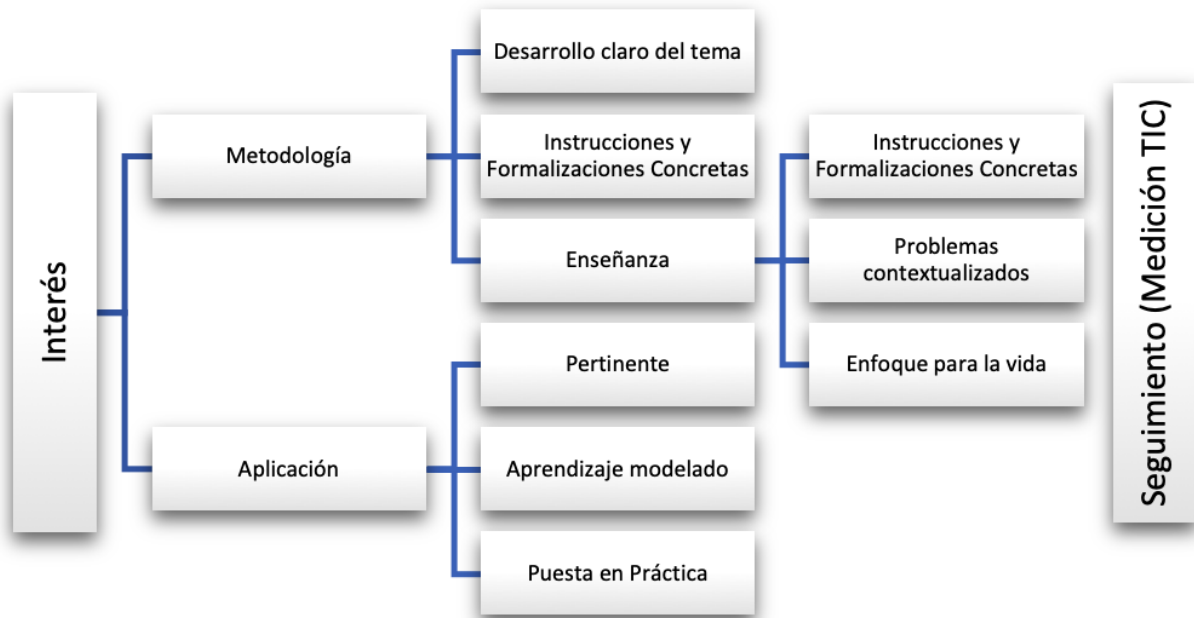 Interés
Metodología
Desarrollo claro del tema
Instrucciones y
Formalizaciones Concretas
Enseñanza
Instrucciones y
Formalizaciones Concretas
Problemas
contextualizados
Enfoque para la vida
Aplicación
Pertinente
Aprendizaje modelado
Puesta en Práctica
Seguimiento (Medición TIC)